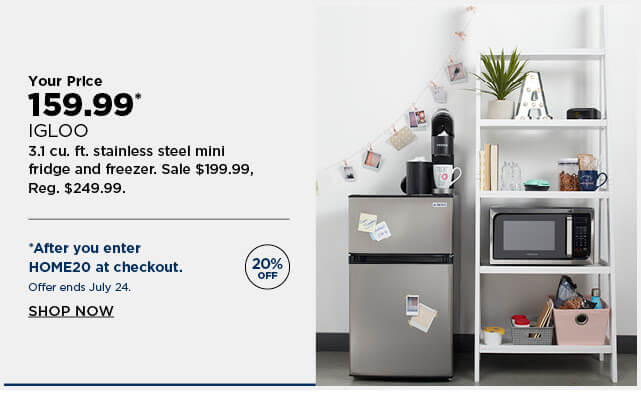 Your Price
159.99*
IGLOO
3.1 cu. ft. stainless steel mini
fridge and freezer. Sale $199.99,
Reg. $249.99.
*After you enter
HOME20 at checkout.
Offer ends July 24.
20%
OFF
SHOP NOW
A